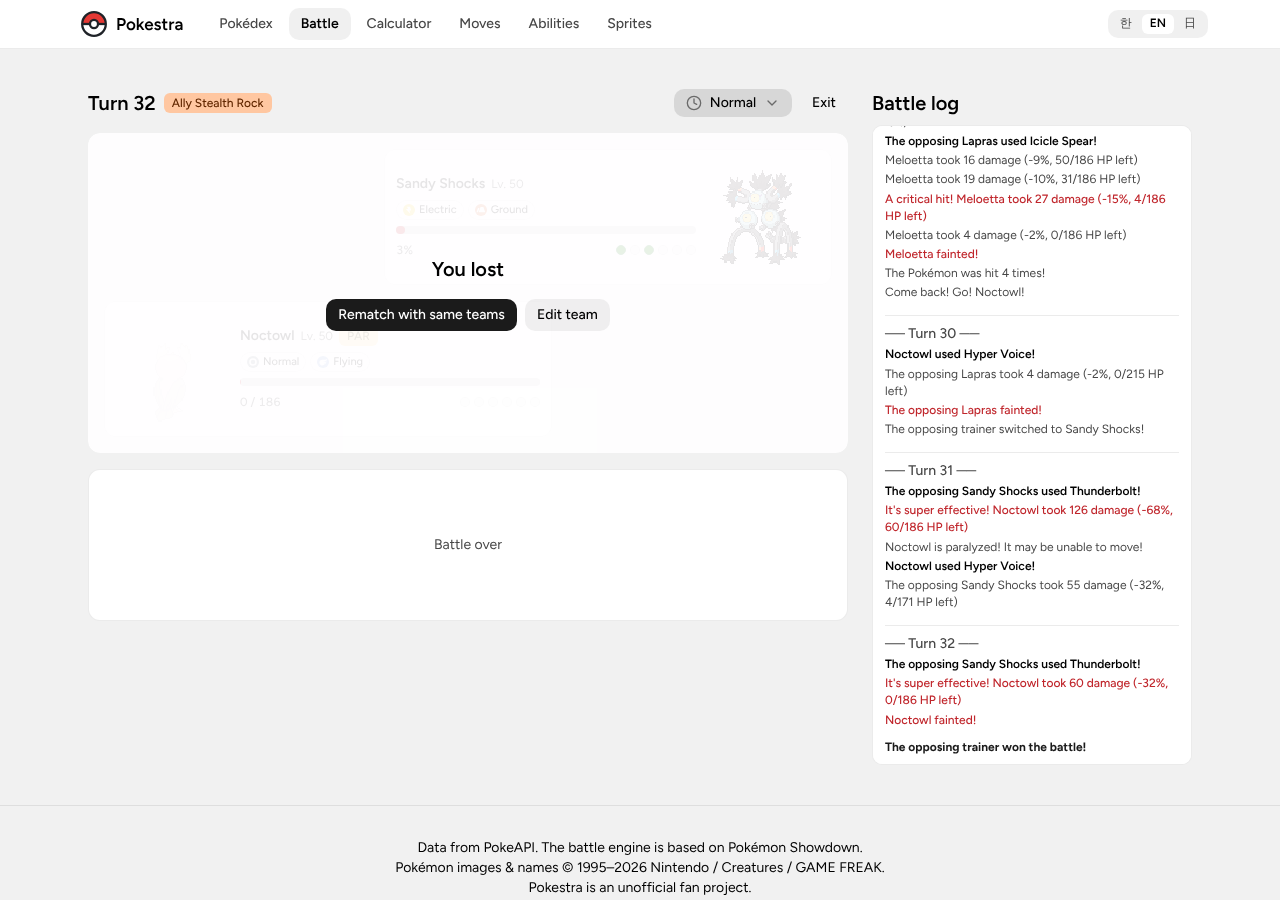 Pokestra
Pokédex
Battle
Calculator
Moves
Abilities
Sprites
한
EN
日
Turn 32
Ally Stealth Rock
Normal
Exit
Sandy Shocks Lv. 50
Electric
Ground
3%
You lost
Rematch with same teams
Edit team
Noctowl Lv. 50 PAR
Normal
Flying
0 / 186
Battle over
Battle log
The opposing Lapras used Icicle Spear!
Meloetta took 16 damage (-9%, 50/186 HP left)
Meloetta took 19 damage (-10%, 31/186 HP left)
A critical hit! Meloetta took 27 damage (-15%, 4/186
HP left)
Meloetta took 4 damage (-2%, 0/186 HP left)
Meloetta fainted!
The Pokémon was hit 4 times!
Come back! Go! Noctowl!
── Turn 30 ──
Noctowl used Hyper Voice!
The opposing Lapras took 4 damage (-2%, 0/215 HP
left)
The opposing Lapras fainted!
The opposing trainer switched to Sandy Shocks!
── Turn 31 ──
The opposing Sandy Shocks used Thunderbolt!
It's super effective! Noctowl took 126 damage (-68%,
60/186 HP left)
Noctowl is paralyzed! It may be unable to move!
Noctowl used Hyper Voice!
The opposing Sandy Shocks took 55 damage (-32%,
4/171 HP left)
── Turn 32 ──
The opposing Sandy Shocks used Thunderbolt!
It's super effective! Noctowl took 60 damage (-32%,
0/186 HP left)
Noctowl fainted!
The opposing trainer won the battle!
Data from PokeAPI. The battle engine is based on Pokémon Showdown.
Pokémon images & names © 1995–2026 Nintendo / Creatures / GAME FREAK.
Pokestra is an unofficial fan project.